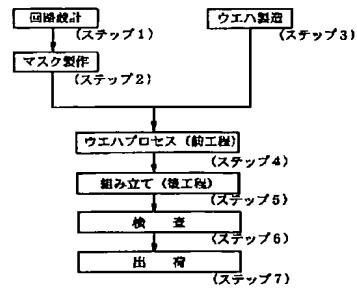 回路設計
(ステップ1)
ウエハ製造
(ステップ3)
マスク製作
(ステップ2)
ウエハプロセス(前工程)
(ステップ4)
組み立て(後工程)
(ステップ5)
検 査
(ステップ6)
出 荷
(ステップ7)